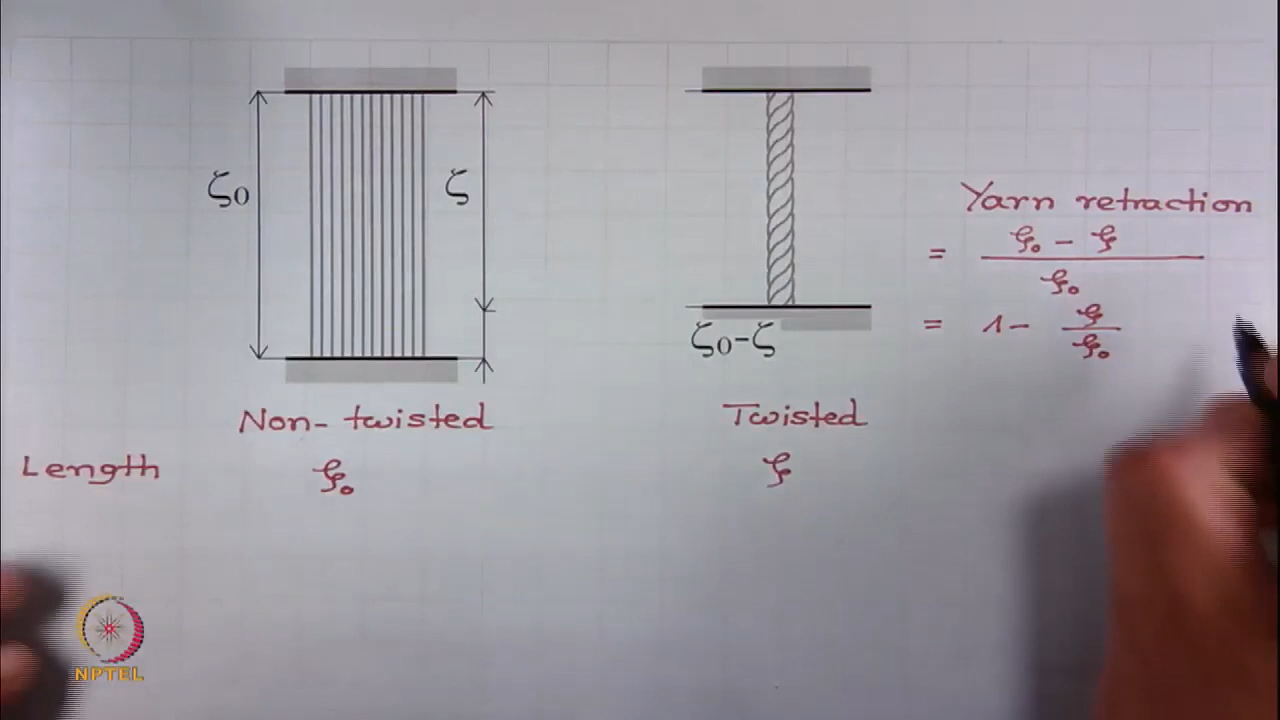 ζ₀
ζ
ζ₀-ζ
Yarn retraction
= ζ₀ - ζ
ζ₀
= 1 - ζ
ζ₀
Non-twisted
Twisted
Length
ζ₀
ζ
NPTEL